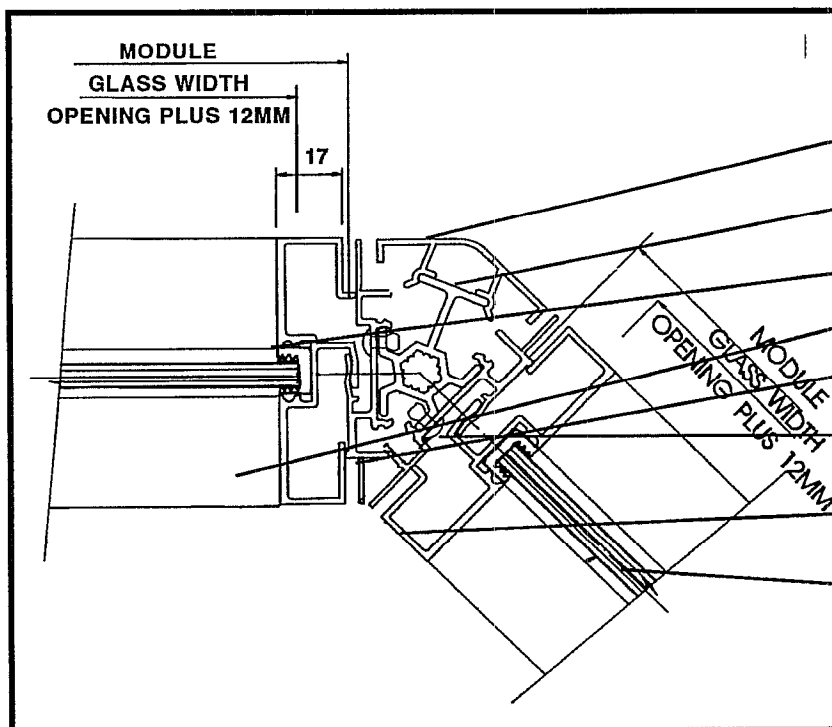 MODULE
GLASS WIDTH
OPENING PLUS 12MM
17
MODULE
GLASS WIDTH
OPENING PLUS 12MM